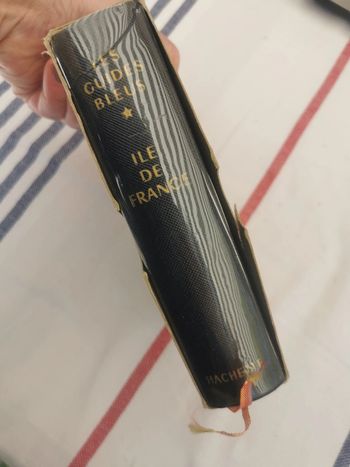 LES
GUIDES
BLEUS
ILE
DE
FRANCE
HACHETTE